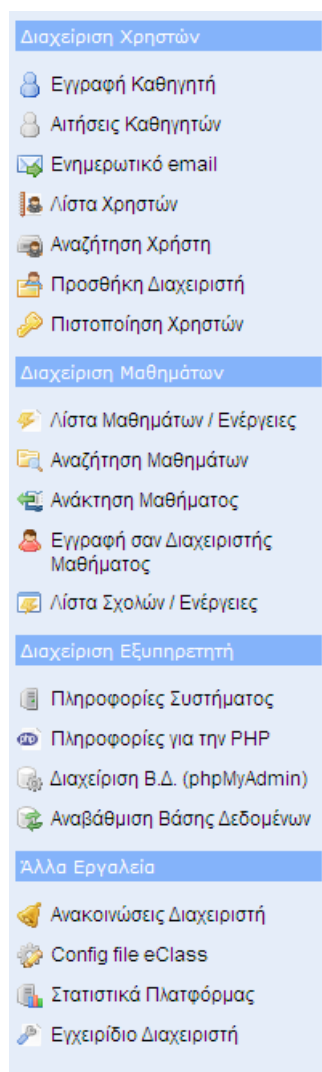 Διαχείριση Χρηστών
Εγγραφή Καθηγητή
Αιτήσεις Καθηγητών
Ενημερωτικό email
Λίστα Χρηστών
Αναζήτηση Χρήστη
Προσθήκη Διαχειριστή
Πιστοποίηση Χρηστών
Διαχείριση Μαθημάτων
Λίστα Μαθημάτων / Ενέργειες
Αναζήτηση Μαθημάτων
Ανάκτηση Μαθήματος
Εγγραφή σαν Διαχειριστής
Μαθήματος
Λίστα Σχολών / Ενέργειες
Διαχείριση Εξυπηρετητή
Πληροφορίες Συστήματος
php Πληροφορίες για την PHP
Διαχείριση Β.Δ. (phpMyAdmin)
Αναβάθμιση Βάσης Δεδομένων
Άλλα Εργαλεία
Ανακοινώσεις Διαχειριστή
Config file eClass
Στατιστικά Πλατφόρμας
Εγχειρίδιο Διαχειριστή